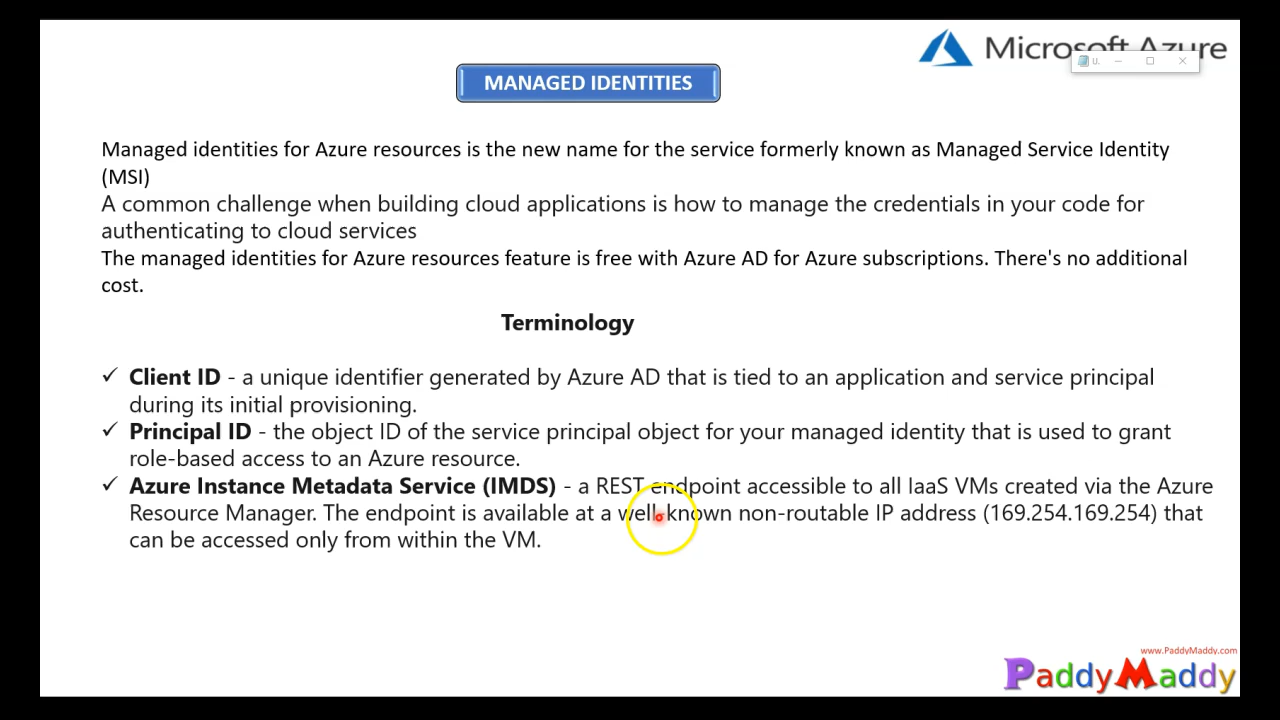 Microsoft Azure
U.
MANAGED IDENTITIES
Managed identities for Azure resources is the new name for the service formerly known as Managed Service Identity
(MSI)
A common challenge when building cloud applications is how to manage the credentials in your code for
authenticating to cloud services
The managed identities for Azure resources feature is free with Azure AD for Azure subscriptions. There's no additional
cost.
Terminology
✓ Client ID - a unique identifier generated by Azure AD that is tied to an application and service principal
during its initial provisioning.
✓ Principal ID - the object ID of the service principal object for your managed identity that is used to grant
role-based access to an Azure resource.
✓ Azure Instance Metadata Service (IMDS) - a REST endpoint accessible to all IaaS VMs created via the Azure
Resource Manager. The endpoint is available at a well-known non-routable IP address (169.254.169.254) that
can be accessed only from within the VM.
www.PaddyMaddy.com
PaddyMaddy